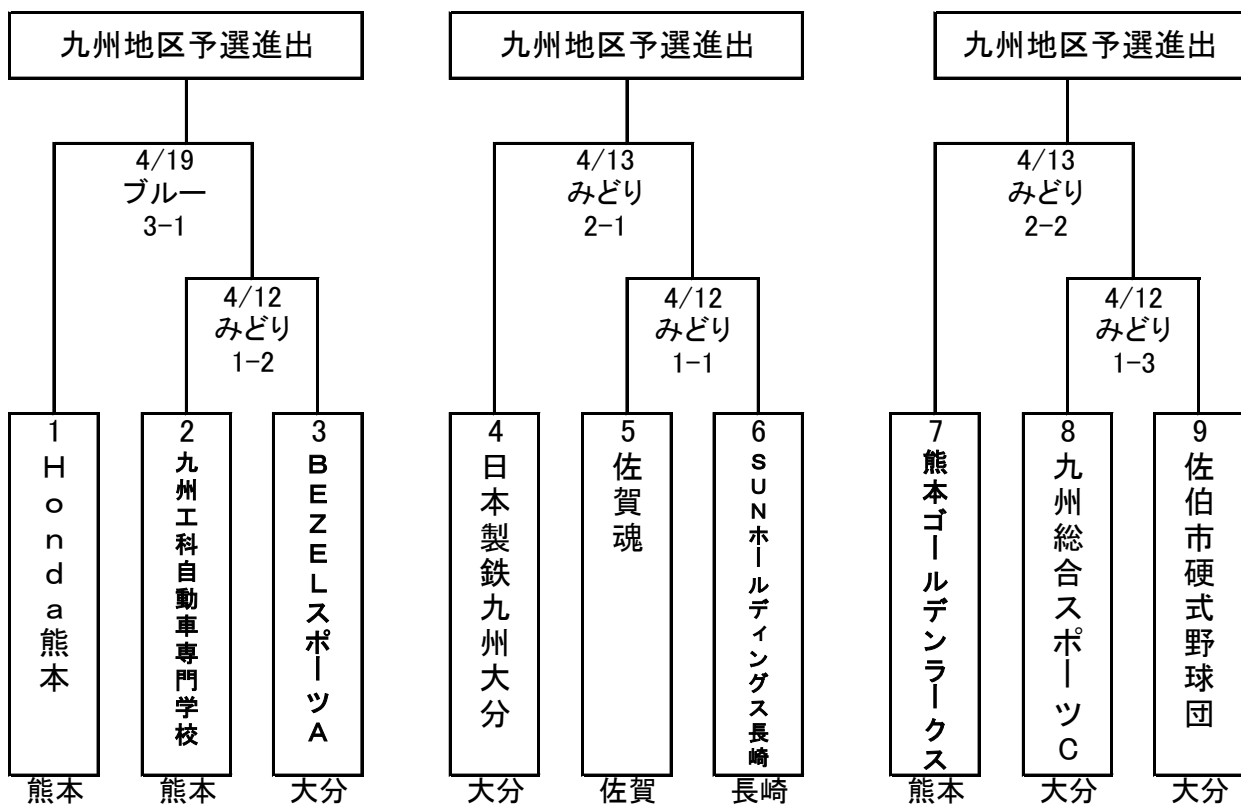 九州地区予選進出
九州地区予選進出
九州地区予選進出
4/19
ブルー
3-1
4/13
みどり
2-1
4/13
みどり
2-2
4/12
みどり
1-2
4/12
みどり
1-1
4/12
みどり
1-3
1
Honda熊本
熊本
2
九州工科自動車専門学校
熊本
3
BEZELスポーツA
大分
4
日本製鉄九州大分
大分
5
佐賀魂
佐賀
6
SUNホールディングス長崎
長崎
7
熊本ゴールデンラークス
熊本
8
九州総合スポーツC
大分
9
佐伯市硬式野球団
大分